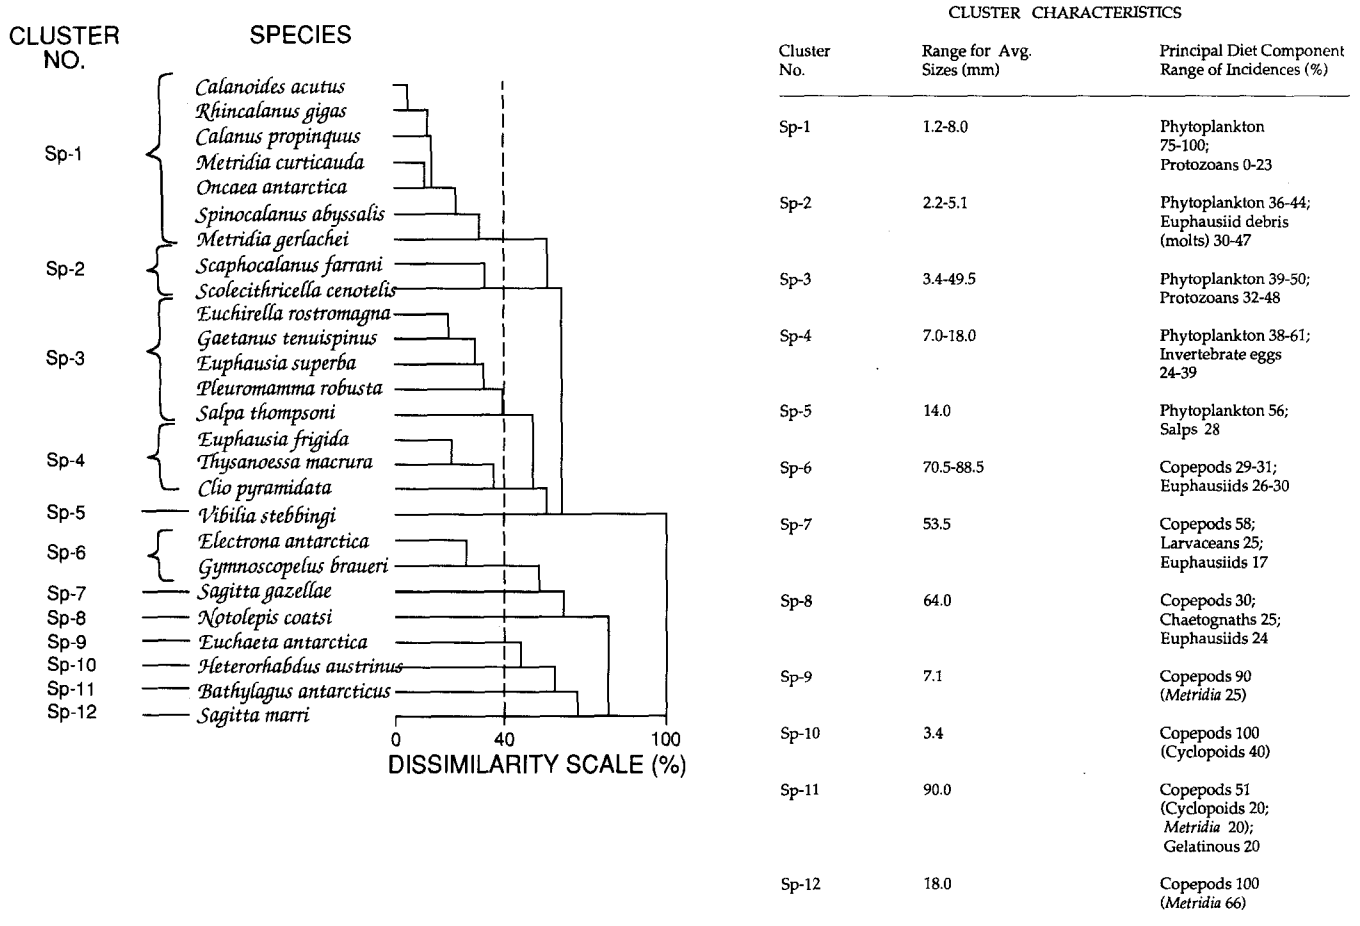 CLUSTER NO.
SPECIES
Sp-1
Calanoides acutus
Rhincalanus gigas
Calanus propinquus
Metridia curticauda
Oncaea antarctica
Spinocalanus abyssalis
Metridia gerlachei
Sp-2
Scaphocalanus farrani
Scolecithricella cenotelis
Sp-3
Euchirella rostromagna
Gaetanus tenuispinus
Euphausia superba
Pleuromamma robusta
Salpa thompsoni
Sp-4
Euphausia frigida
Thysanoessa macrura
Clio pyramidata
Sp-5
Vibilia stebbingi
Sp-6
Electrona antarctica
Gymnoscopelus braueri
Sp-7
Sagitta gazellae
Sp-8
Notolepis coatsi
Sp-9
Euchaeta antarctica
Sp-10
Heterorhabdus austrinus
Sp-11
Bathylagus antarcticus
Sp-12
Sagitta marri
0 40 100
DISSIMILARITY SCALE (%)
CLUSTER CHARACTERISTICS
Cluster No.
Range for Avg. Sizes (mm)
Principal Diet Component
Range of Incidences (%)
Sp-1 1.2-8.0 Phytoplankton
75-100;
Protozoans 0-23
Sp-2 2.2-5.1 Phytoplankton 36-44;
Euphausiid debris
(molts) 30-47
Sp-3 3.4-49.5 Phytoplankton 39-50;
Protozoans 32-48
Sp-4 7.0-18.0 Phytoplankton 38-61;
Invertebrate eggs
24-39
Sp-5 14.0 Phytoplankton 56;
Salps 28
Sp-6 70.5-88.5 Copepods 29-31;
Euphausiids 26-30
Sp-7 53.5 Copepods 58;
Larvaceans 25;
Euphausiids 17
Sp-8 64.0 Copepods 30;
Chaetognaths 25;
Euphausiids 24
Sp-9 7.1 Copepods 90
(Metridia 25)
Sp-10 3.4 Copepods 100
(Cyclopoids 40)
Sp-11 90.0 Copepods 51
(Cyclopoids 20;
Metridia 20);
Gelatinous 20
Sp-12 18.0 Copepods 100
(Metridia 66)